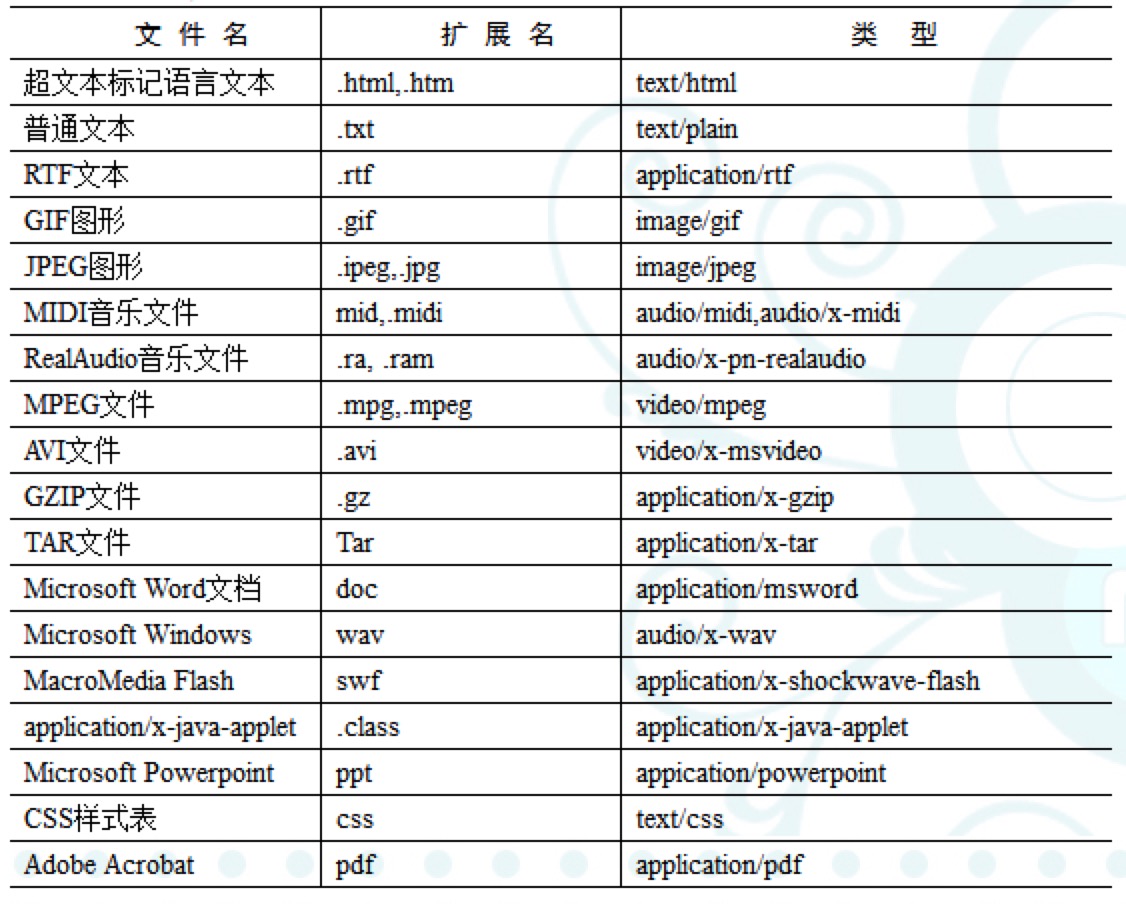 文件名 扩展名 类型
超文本标记语言文本 .html,.htm text/html
普通文本 .txt text/plain
RTF文本 .rtf application/rtf
GIF图形 .gif image/gif
JPEG图形 .ipeg,.jpg image/jpeg
MIDI音乐文件 mid,.midi audio/midi,audio/x-midi
RealAudio音乐文件 .ra, .ram audio/x-pn-realaudio
MPEG文件 .mpg,.mpeg video/mpeg
AVI文件 .avi video/x-msvideo
GZIP文件 .gz application/x-gzip
TAR文件 Tar application/x-tar
Microsoft Word文档 doc application/msword
Microsoft Windows wav audio/x-wav
MacroMedia Flash swf application/x-shockwave-flash
application/x-java-applet .class application/x-java-applet
Microsoft Powerpoint ppt appication/powerpoint
CSS样式表 css text/css
Adobe Acrobat pdf application/pdf